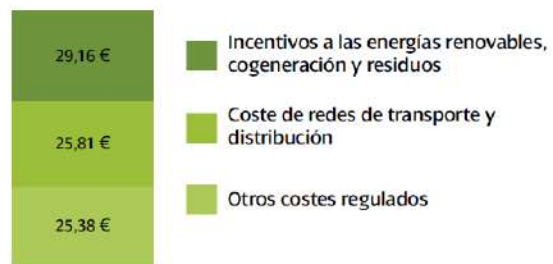 29,16 €
Incentivos a las energías renovables,
cogeneración y residuos
25,81 €
Coste de redes de transporte y
distribución
25,38 €
Otros costes regulados